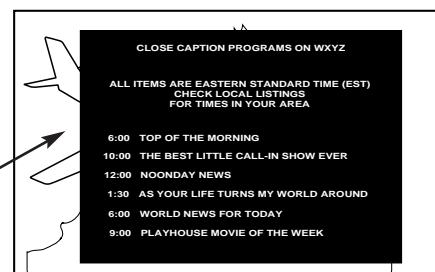 CLOSE CAPTION PROGRAMS ON WXYZ
ALL ITEMS ARE EASTERN STANDARD TIME (EST)
CHECK LOCAL LISTINGS
FOR TIMES IN YOUR AREA
6:00 TOP OF THE MORNING
10:00 THE BEST LITTLE CALL-IN SHOW EVER
12:00 NOONDAY NEWS
1:30 AS YOUR LIFE TURNS MY WORLD AROUND
6:00 WORLD NEWS FOR TODAY
9:00 PLAYHOUSE MOVIE OF THE WEEK